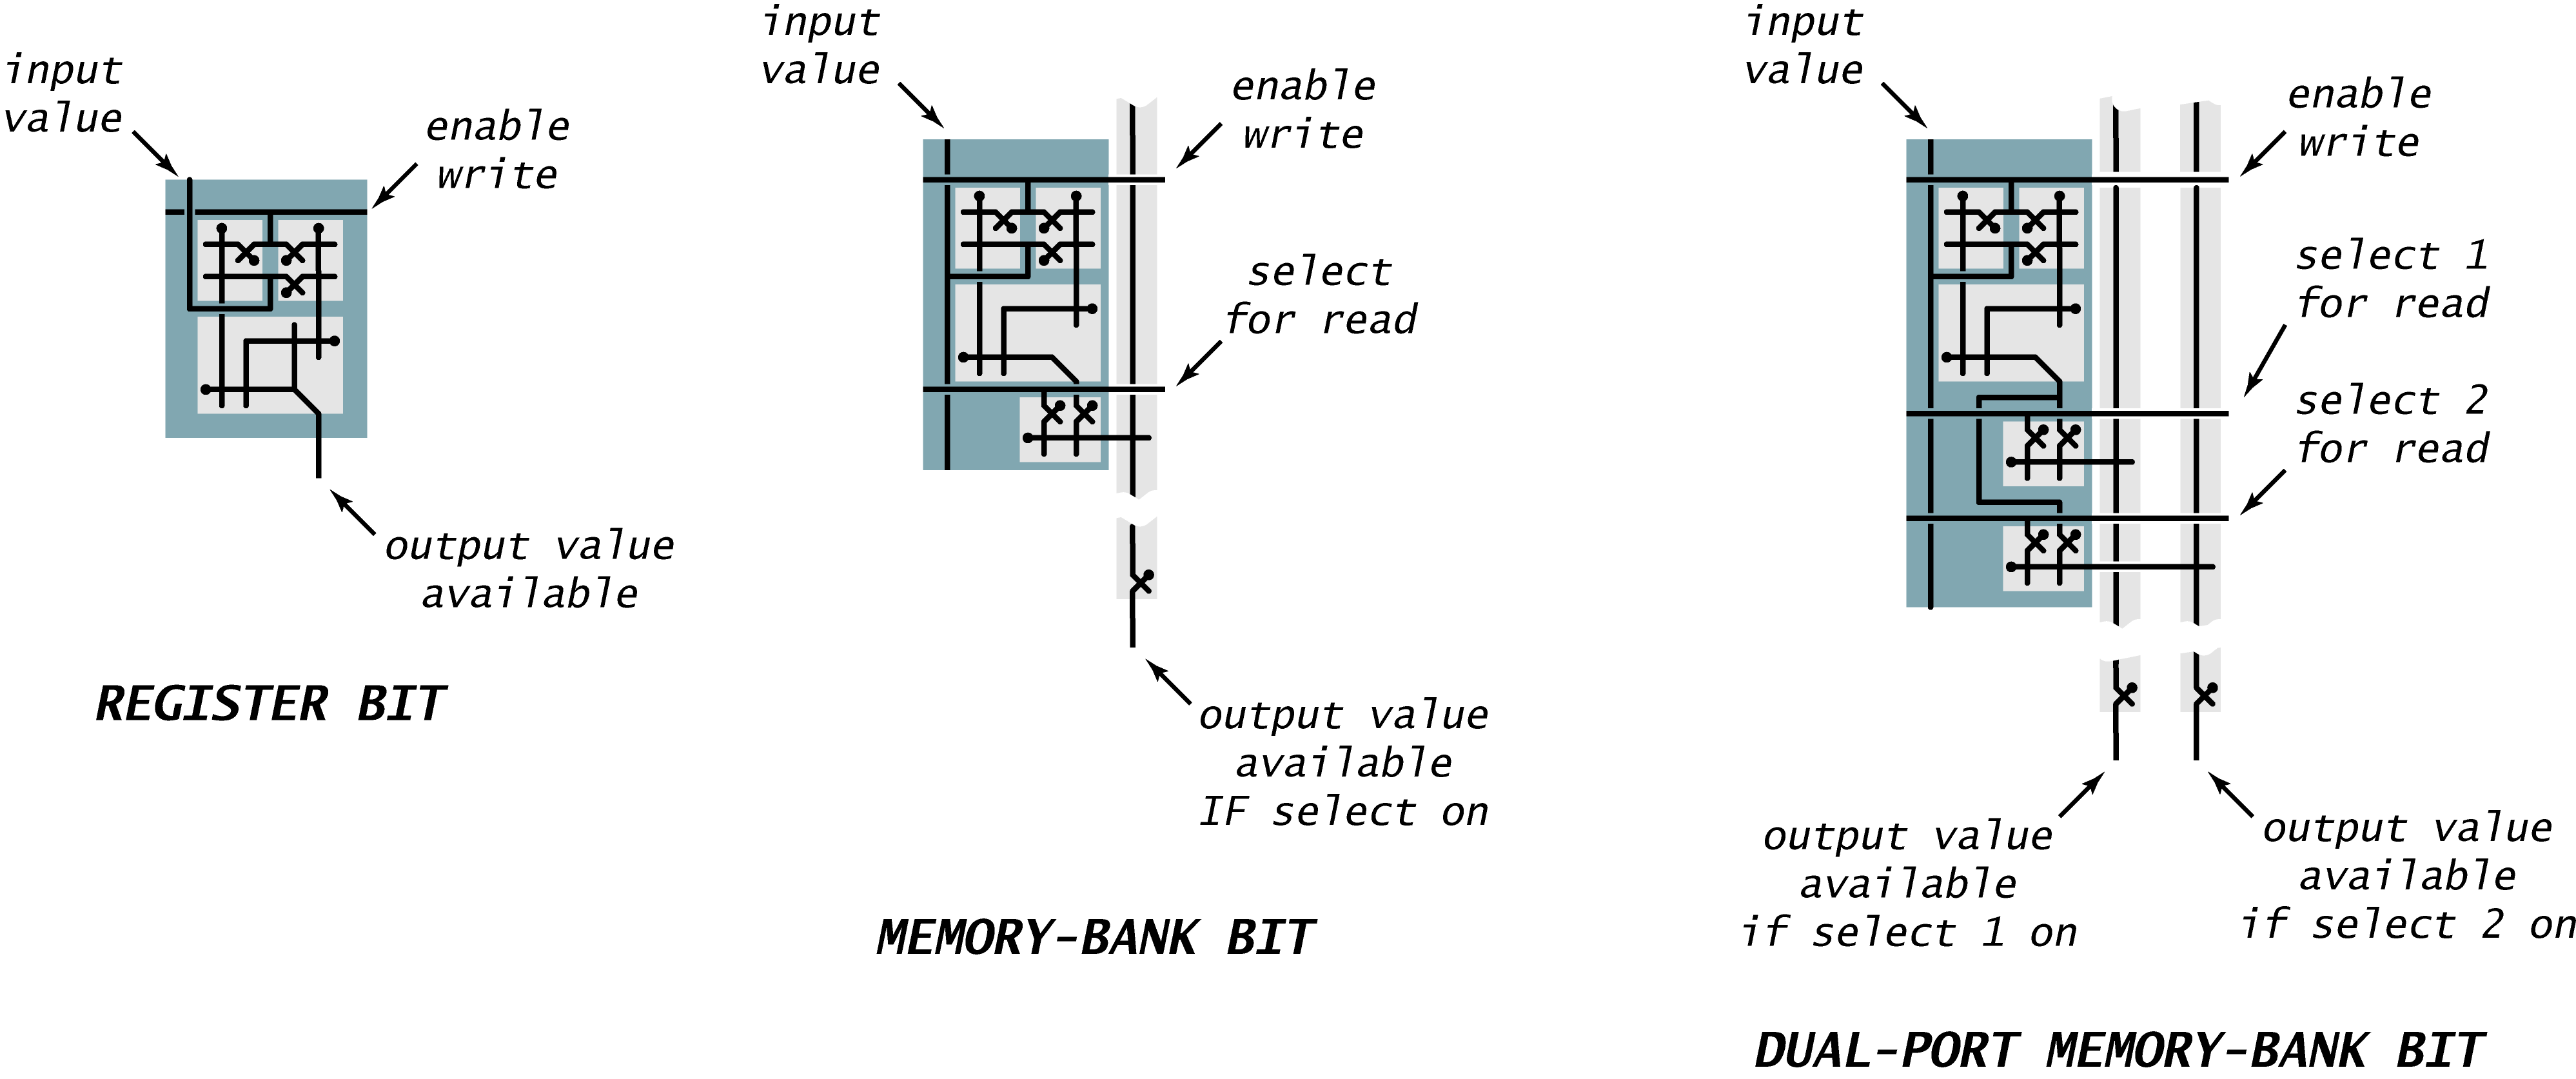 input
value
enable
write
output value
available
REGISTER BIT
input
value
enable
write
select
for read
output value
available
IF select on
MEMORY-BANK BIT
input
value
enable
write
select 1
for read
select 2
for read
output value
available
if select 1 on
output value
available
if select 2 on
DUAL-PORT MEMORY-BANK BIT